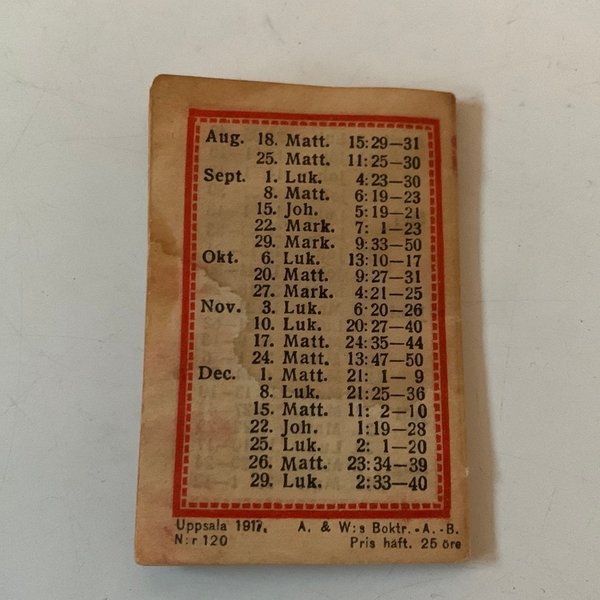 Aug. 18. Matt. 15:29—31
25. Matt. 11:25—30
Sept. 1. Luk. 4:23—30
8. Matt. 6:19—23
15. Joh. 5:19—21
22. Mark. 7: 1—23
29. Mark. 9:33—50
Okt. 6. Luk. 13:10—17
20. Matt. 9:27—31
27. Mark. 4:21—25
Nov. 3. Luk. 6:20—26
10. Luk. 20:27—40
17. Matt. 24:35—44
24. Matt. 13:47—50
Dec. 1. Matt. 21: 1— 9
8. Luk. 21:25—36
15. Matt. 11: 2—10
22. Joh. 1:19—28
25. Luk. 2: 1—20
26. Matt. 23:34—39
29. Luk. 2:33—40
Uppsala 1917. A. & W:s Boktr.-A.-B.
N:r 120 Pris häft. 25 öre